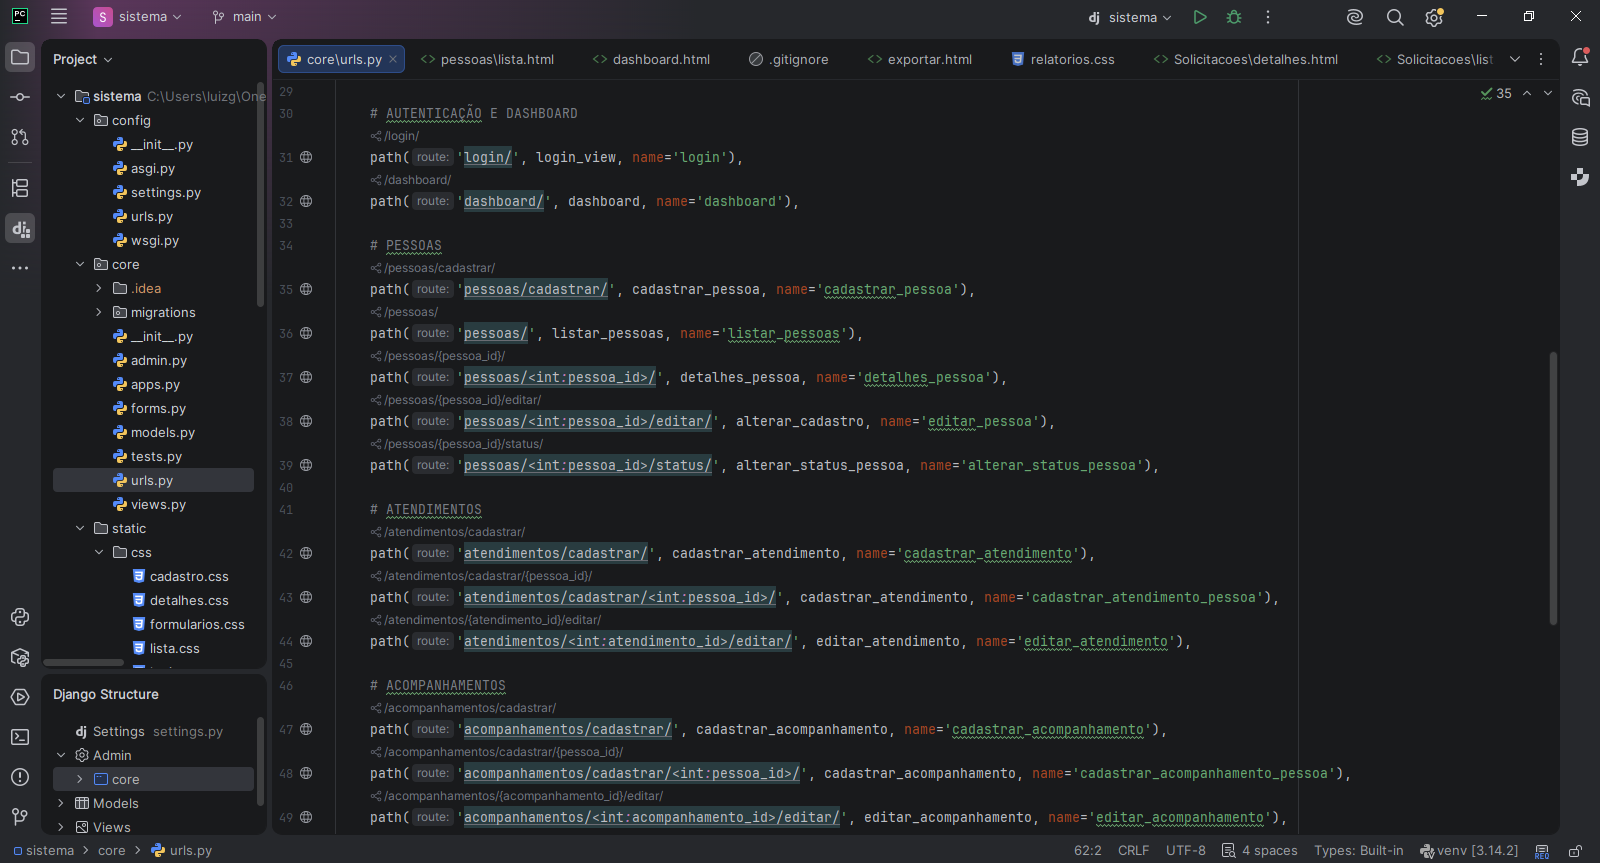 PC
S sistema
main
dj sistema
Project
core\urls.py
pessoas\lista.html
dashboard.html
.gitignore
exportar.html
relatorios.css
Solicitacoes\detalhes.html
Solicitacoes\list
sistema C:\Users\luizg\One
config
__init__.py
asgi.py
settings.py
urls.py
wsgi.py
core
.idea
migrations
__init__.py
admin.py
apps.py
forms.py
models.py
tests.py
urls.py
views.py
static
css
cadastro.css
detalhes.css
formularios.css
lista.css
Django Structure
dj Settings settings.py
Admin
core
Models
Views
35
29
30 # AUTENTICAÇÃO E DASHBOARD
/login/
31 path( route: 'login/', login_view, name='login'),
/dashboard/
32 path( route: 'dashboard/', dashboard, name='dashboard'),
33
34 # PESSOAS
/pessoas/cadastrar/
35 path( route: 'pessoas/cadastrar/', cadastrar_pessoa, name='cadastrar_pessoa'),
/pessoas/
36 path( route: 'pessoas/', listar_pessoas, name='listar_pessoas'),
/pessoas/{pessoa_id}/
37 path( route: 'pessoas/<int:pessoa_id>/', detalhes_pessoa, name='detalhes_pessoa'),
/pessoas/{pessoa_id}/editar/
38 path( route: 'pessoas/<int:pessoa_id>/editar/', alterar_cadastro, name='editar_pessoa'),
/pessoas/{pessoa_id}/status/
39 path( route: 'pessoas/<int:pessoa_id>/status/', alterar_status_pessoa, name='alterar_status_pessoa'),
40
41 # ATENDIMENTOS
/atendimentos/cadastrar/
42 path( route: 'atendimentos/cadastrar/', cadastrar_atendimento, name='cadastrar_atendimento'),
/atendimentos/cadastrar/{pessoa_id}/
43 path( route: 'atendimentos/cadastrar/<int:pessoa_id>/', cadastrar_atendimento, name='cadastrar_atendimento_pessoa'),
/atendimentos/{atendimento_id}/editar/
44 path( route: 'atendimentos/<int:atendimento_id>/editar/', editar_atendimento, name='editar_atendimento'),
45
46 # ACOMPANHAMENTOS
/acompanhamentos/cadastrar/
47 path( route: 'acompanhamentos/cadastrar/', cadastrar_acompanhamento, name='cadastrar_acompanhamento'),
/acompanhamentos/cadastrar/{pessoa_id}/
48 path( route: 'acompanhamentos/cadastrar/<int:pessoa_id>/', cadastrar_acompanhamento, name='cadastrar_acompanhamento_pessoa'),
/acompanhamentos/{acompanhamento_id}/editar/
49 path( route: 'acompanhamentos/<int:acompanhamento_id>/editar/', editar_acompanhamento, name='editar_acompanhamento'),
sistema > core > urls.py
62:2 CRLF UTF-8 4 spaces Types: Built-in venv [3.14.2] REQ